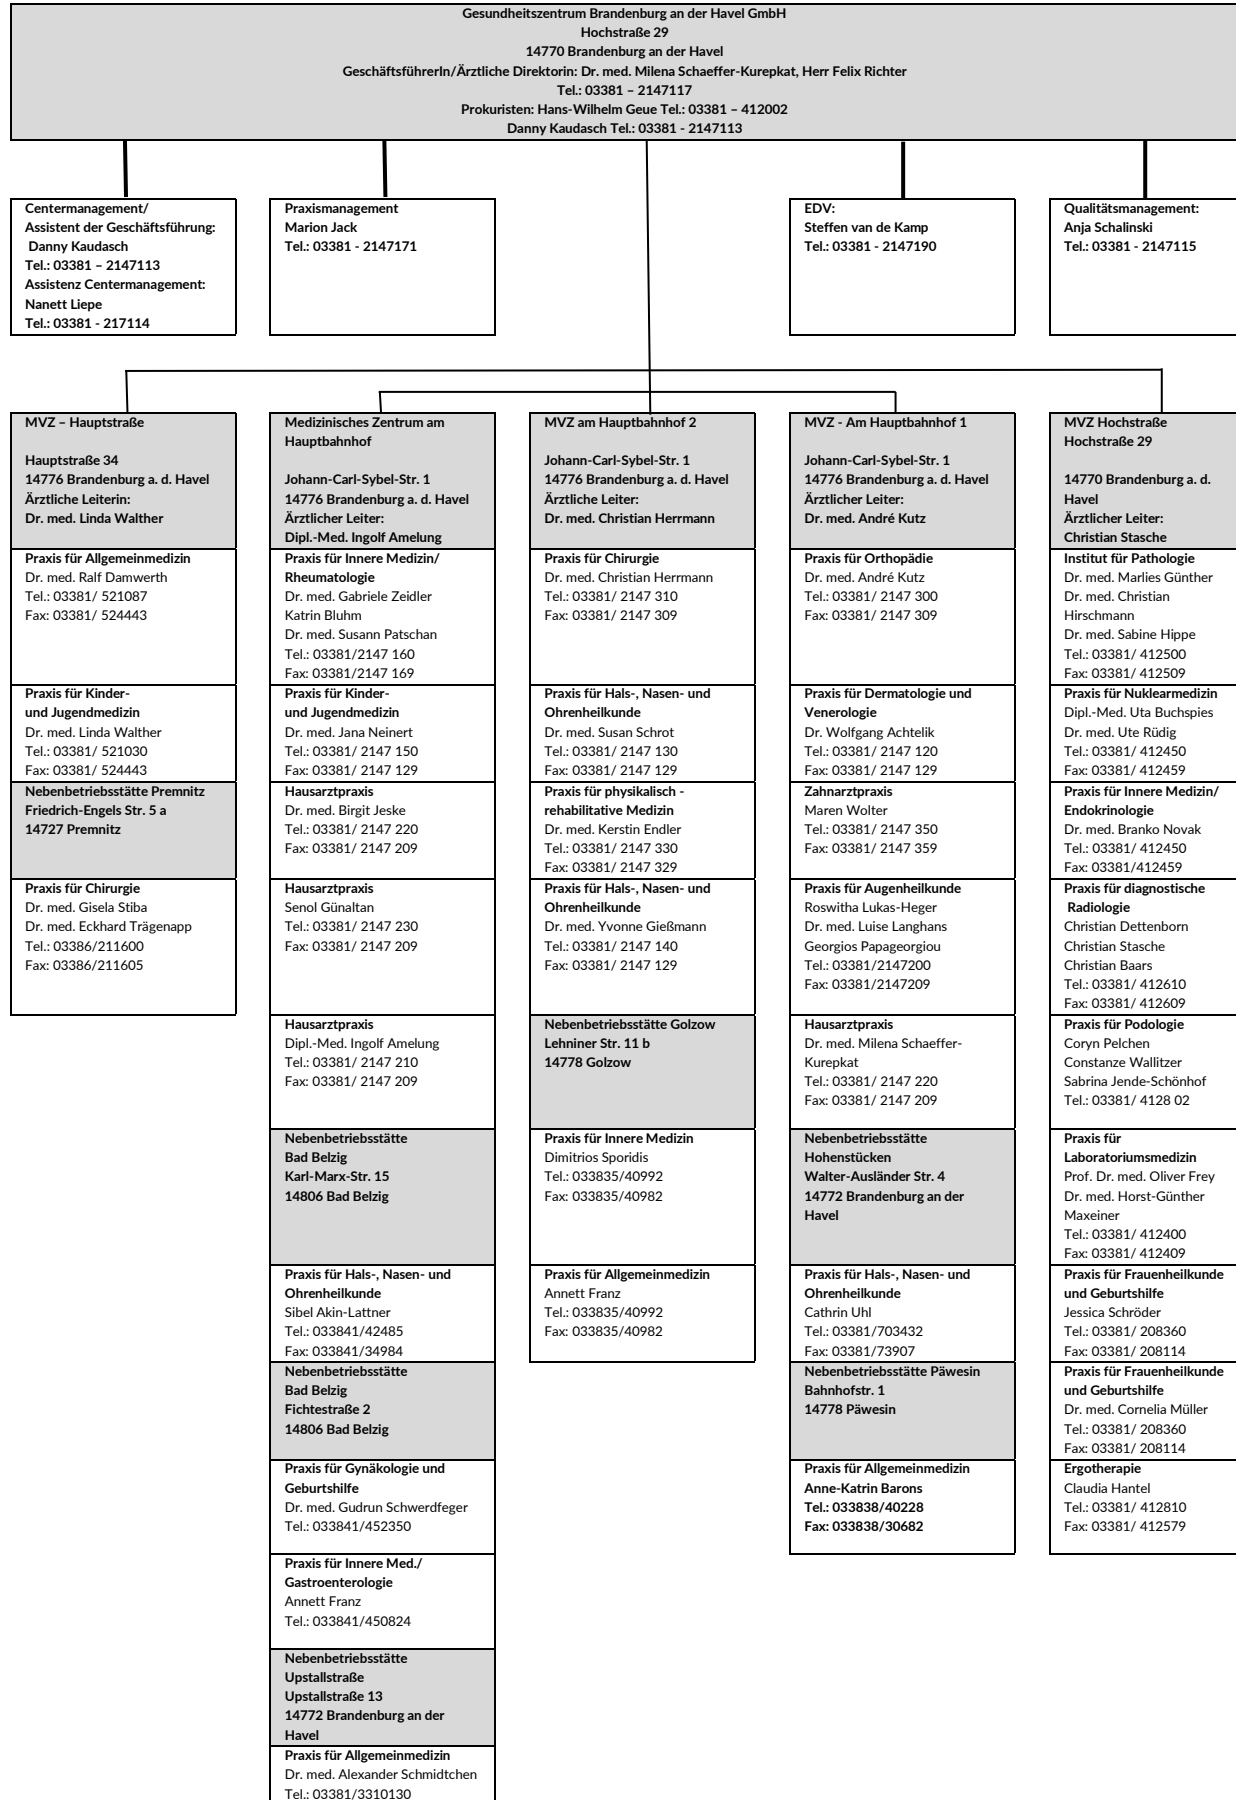 Gesundheitszentrum Brandenburg an der Havel GmbH
Hochstraße 29
14770 Brandenburg an der Havel
GeschäftsführerIn/Ärztliche Direktorin: Dr. med. Milena Schaeffer-Kurepkat, Herr Felix Richter
Tel.: 03381 – 2147117
Prokuristen: Hans-Wilhelm Geue Tel.: 03381 – 412002
Danny Kaudasch Tel.: 03381 - 2147113
Centermanagement/
Assistent der Geschäftsführung:
Danny Kaudasch
Tel.: 03381 – 2147113
Assistenz Centermanagement:
Nanett Liepe
Tel.: 03381 - 217114
Praxismanagement
Marion Jack
Tel.: 03381 - 2147171
EDV:
Steffen van de Kamp
Tel.: 03381 - 2147190
Qualitätsmanagement:
Anja Schalinski
Tel.: 03381 - 2147115
MVZ – Hauptstraße
Hauptstraße 34
14776 Brandenburg a. d. Havel
Ärztliche Leiterin:
Dr. med. Linda Walther
Praxis für Allgemeinmedizin
Dr. med. Ralf Damwerth
Tel.: 03381/ 521087
Fax: 03381/ 524443
Praxis für Kinder-
und Jugendmedizin
Dr. med. Linda Walther
Tel.: 03381/ 521030
Fax: 03381/ 524443
Nebenbetriebsstätte Premnitz
Friedrich-Engels Str. 5 a
14727 Premnitz
Praxis für Chirurgie
Dr. med. Gisela Stiba
Dr. med. Eckhard Trägenapp
Tel.: 03386/211600
Fax: 03386/211605
Medizinisches Zentrum am
Hauptbahnhof
Johann-Carl-Sybel-Str. 1
14776 Brandenburg a. d. Havel
Ärztlicher Leiter:
Dipl.-Med. Ingolf Amelung
Praxis für Innere Medizin/
Rheumatologie
Dr. med. Gabriele Zeidler
Katrin Bluhm
Dr. med. Susann Patschan
Tel.: 03381/2147 160
Fax: 03381/2147 169
Praxis für Kinder-
und Jugendmedizin
Dr. med. Jana Neinert
Tel.: 03381/ 2147 150
Fax: 03381/ 2147 129
Hausarztpraxis
Dr. med. Birgit Jeske
Tel.: 03381/ 2147 220
Fax: 03381/ 2147 209
Hausarztpraxis
Senol Günaltan
Tel.: 03381/ 2147 230
Fax: 03381/ 2147 209
Hausarztpraxis
Dipl.-Med. Ingolf Amelung
Tel.: 03381/ 2147 210
Fax: 03381/ 2147 209
Nebenbetriebsstätte
Bad Belzig
Karl-Marx-Str. 15
14806 Bad Belzig
Praxis für Hals-, Nasen- und
Ohrenheilkunde
Sibel Akin-Lattner
Tel.: 033841/42485
Fax: 033841/34984
Nebenbetriebsstätte
Bad Belzig
Fichtestraße 2
14806 Bad Belzig
Praxis für Gynäkologie und
Geburtshilfe
Dr. med. Gudrun Schwerdfeger
Tel.: 033841/452350
Praxis für Innere Med./
Gastroenterologie
Annett Franz
Tel.: 033841/450824
Nebenbetriebsstätte
Upstallstraße
Upstallstraße 13
14772 Brandenburg an der
Havel
Praxis für Allgemeinmedizin
Dr. med. Alexander Schmidtchen
Tel.: 03381/3310130
MVZ am Hauptbahnhof 2
Johann-Carl-Sybel-Str. 1
14776 Brandenburg a. d. Havel
Ärztliche Leiter:
Dr. med. Christian Herrmann
Praxis für Chirurgie
Dr. med. Christian Herrmann
Tel.: 03381/ 2147 310
Fax: 03381/ 2147 309
Praxis für Hals-, Nasen- und
Ohrenheilkunde
Dr. med. Susan Schrot
Tel.: 03381/ 2147 130
Fax: 03381/ 2147 129
Praxis für physikalisch -
rehabilitative Medizin
Dr. med. Kerstin Endler
Tel.: 03381/ 2147 330
Fax: 03381/ 2147 329
Praxis für Hals-, Nasen- und
Ohrenheilkunde
Dr. med. Yvonne Gießmann
Tel.: 03381/ 2147 140
Fax: 03381/ 2147 129
Nebenbetriebsstätte Golzow
Lehniner Str. 11 b
14778 Golzow
Praxis für Innere Medizin
Dimitrios Sporidis
Tel.: 033835/40992
Fax: 033835/40982
Praxis für Allgemeinmedizin
Annett Franz
Tel.: 033835/40992
Fax: 033835/40982
MVZ - Am Hauptbahnhof 1
Johann-Carl-Sybel-Str. 1
14776 Brandenburg a. d. Havel
Ärztlicher Leiter:
Dr. med. André Kutz
Praxis für Orthopädie
Dr. med. André Kutz
Tel.: 03381/ 2147 300
Fax: 03381/ 2147 309
Praxis für Dermatologie und
Venerologie
Dr. Wolfgang Achtelik
Tel.: 03381/ 2147 120
Fax: 03381/ 2147 129
Zahnarztpraxis
Maren Wolter
Tel.: 03381/ 2147 350
Fax: 03381/ 2147 359
Praxis für Augenheilkunde
Roswitha Lukas-Heger
Dr. med. Luise Langhans
Georgios Papageorgiou
Tel.: 03381/2147200
Fax: 03381/2147209
Hausarztpraxis
Dr. med. Milena Schaeffer-
Kurepkat
Tel.: 03381/ 2147 220
Fax: 03381/ 2147 209
Nebenbetriebsstätte
Hohenstücken
Walter-Ausländer Str. 4
14772 Brandenburg an der
Havel
Praxis für Hals-, Nasen- und
Ohrenheilkunde
Cathrin Uhl
Tel.: 03381/703432
Fax: 03381/73907
Nebenbetriebsstätte Päwesin
Bahnhofstr. 1
14778 Päwesin
Praxis für Allgemeinmedizin
Anne-Katrin Barons
Tel.: 033838/40228
Fax: 033838/30682
MVZ Hochstraße
Hochstraße 29
14770 Brandenburg a. d.
Havel
Ärztlicher Leiter:
Christian Stasche
Institut für Pathologie
Dr. med. Marlies Günther
Dr. med. Christian
Hirschmann
Dr. med. Sabine Hippe
Tel.: 03381/ 412500
Fax: 03381/ 412509
Praxis für Nuklearmedizin
Dipl.-Med. Uta Buchspies
Dr. med. Ute Rüdig
Tel.: 03381/ 412450
Fax: 03381/ 412459
Praxis für Innere Medizin/
Endokrinologie
Dr. med. Branko Novak
Tel.: 03381/ 412450
Fax: 03381/412459
Praxis für diagnostische
Radiologie
Christian Dettenborn
Christian Stasche
Christian Baars
Tel.: 03381/ 412610
Fax: 03381/ 412609
Praxis für Podologie
Coryn Pelchen
Constanze Wallitzer
Sabrina Jende-Schönhof
Tel.: 03381/ 4128 02
Praxis für
Laboratoriumsmedizin
Prof. Dr. med. Oliver Frey
Dr. med. Horst-Günther
Maxeiner
Tel.: 03381/ 412400
Fax: 03381/ 412409
Praxis für Frauenheilkunde
und Geburtshilfe
Jessica Schröder
Tel.: 03381/ 208360
Fax: 03381/ 208114
Praxis für Frauenheilkunde
und Geburtshilfe
Dr. med. Cornelia Müller
Tel.: 03381/ 208360
Fax: 03381/ 208114
Ergotherapie
Claudia Hantel
Tel.: 03381/ 412810
Fax: 03381/ 412579